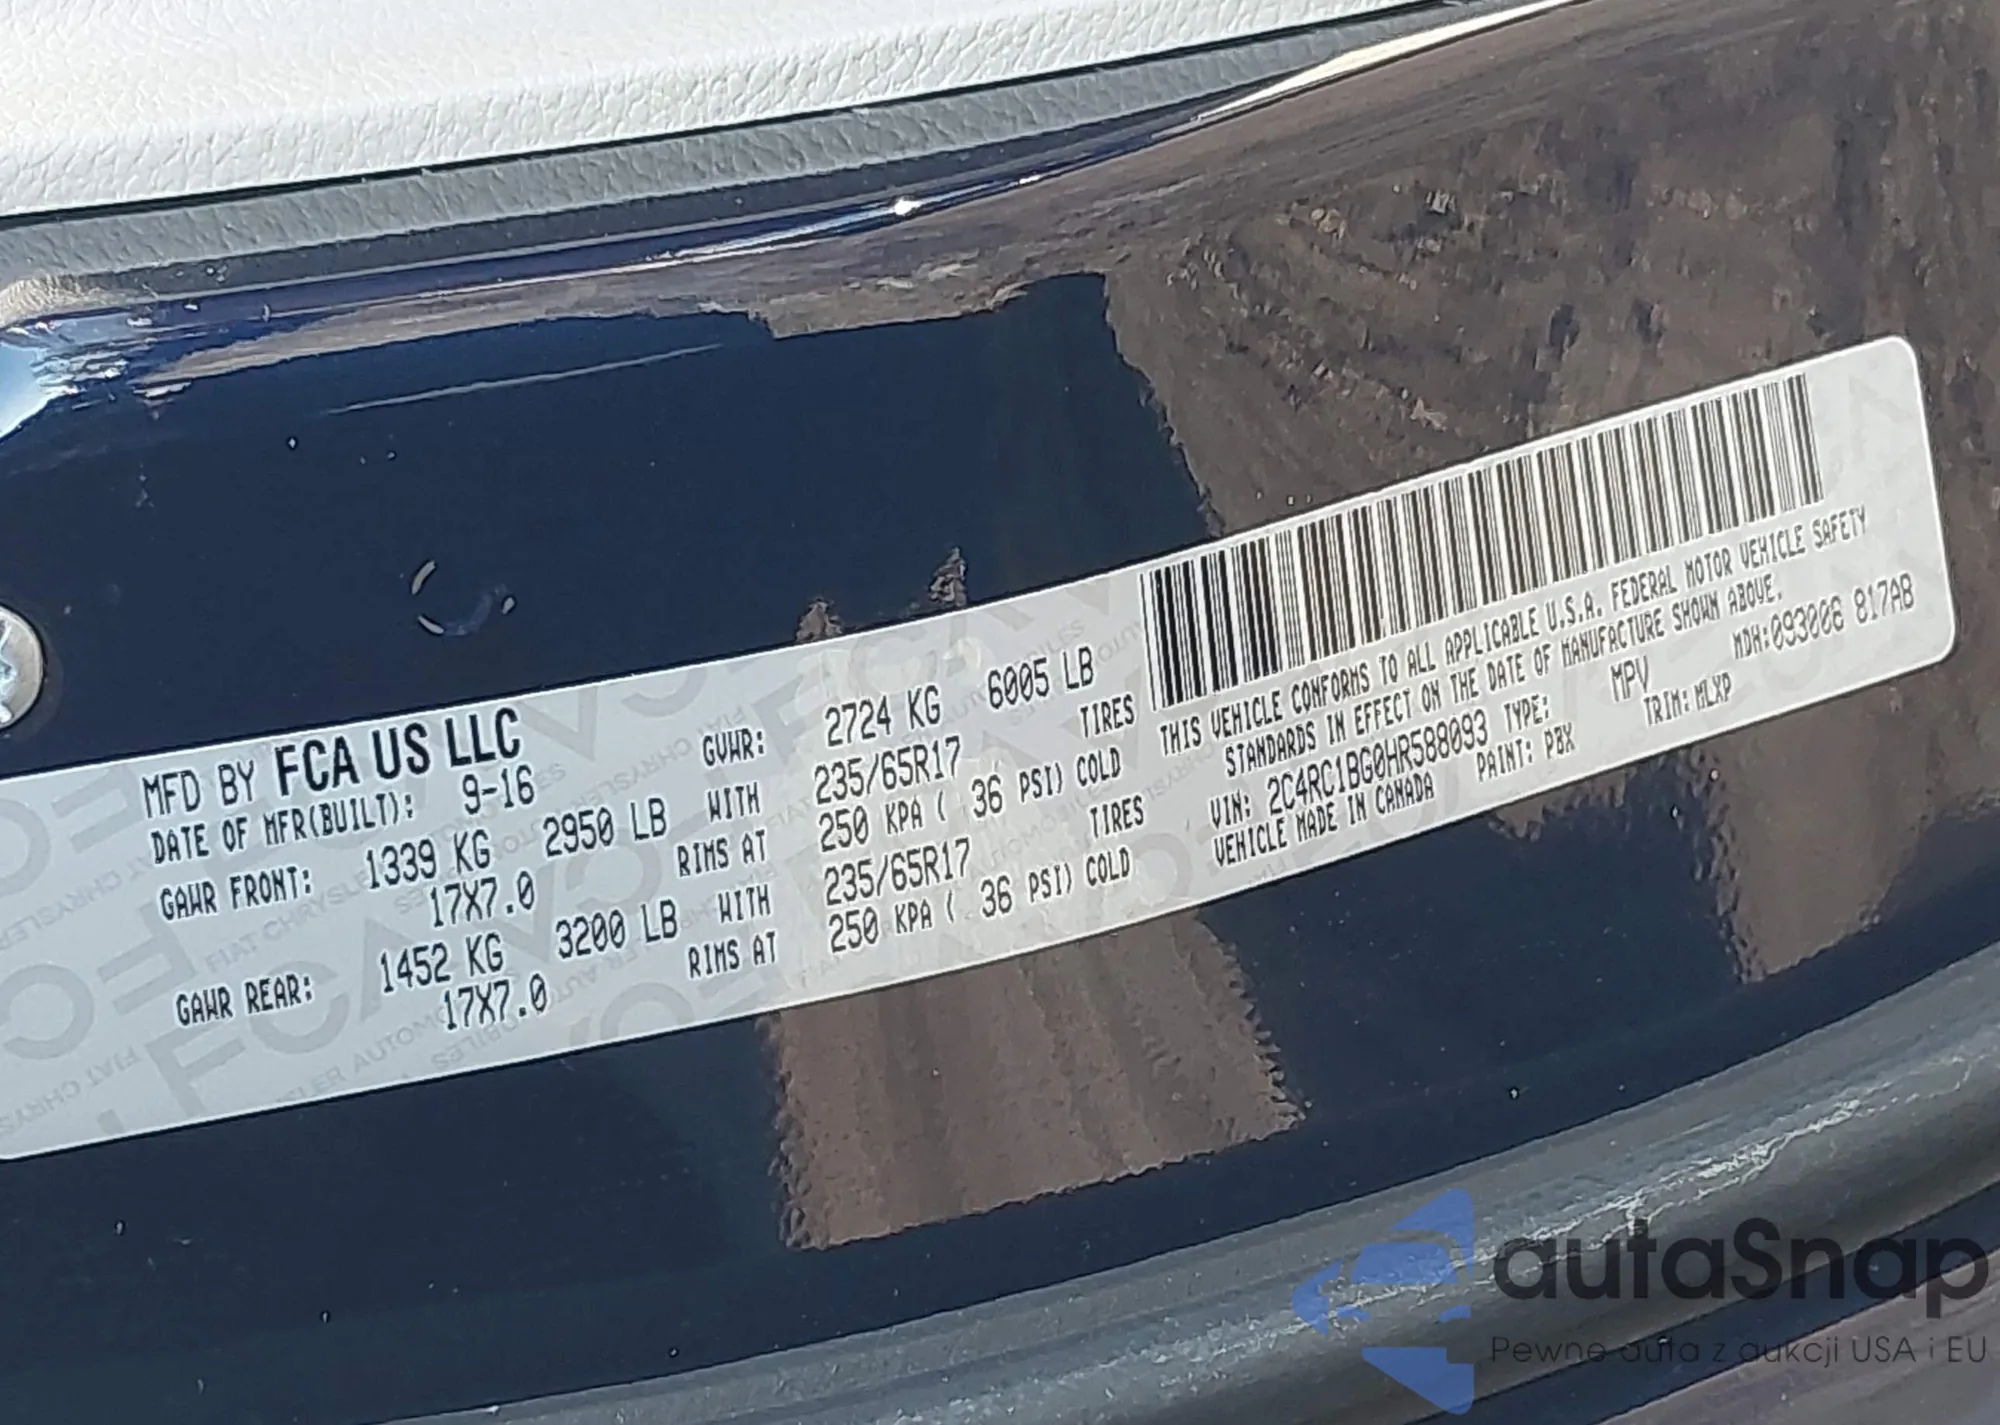 MFD BY FCA US LLC
DATE OF MFR(BUILT): 9-16 GVWR: 2724 KG 6005 LB
GAWR FRONT: 1339 KG 2950 LB WITH 235/65R17 TIRES
17X7.0 RIMS AT 250 KPA ( 36 PSI) COLD
GAWR REAR: 1452 KG 3200 LB WITH 235/65R17 TIRES
17X7.0 RIMS AT 250 KPA ( 36 PSI) COLD
THIS VEHICLE CONFORMS TO ALL APPLICABLE U.S.A. FEDERAL MOTOR VEHICLE SAFETY
STANDARDS IN EFFECT ON THE DATE OF MANUFACTURE SHOWN ABOVE.
VIN: 2C4RC1BG0HR588093 TYPE: MPV MDH:093006 817AB
VEHICLE MADE IN CANADA PAINT: PBX TRIM: MLXP
autaSnap
Pewne auta z aukcji USA i EU